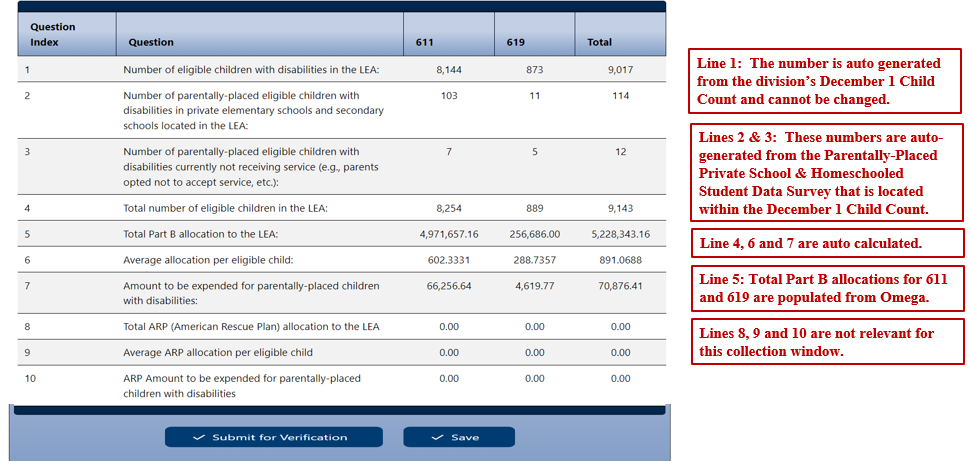 Question Index Question 611 619 Total
1 Number of eligible children with disabilities in the LEA: 8,144 873 9,017
2 Number of parentally-placed eligible children with 103 11 114
disabilities in private elementary schools and secondary
schools located in the LEA:
3 Number of parentally-placed eligible children with 7 5 12
disabilities currently not receiving service (e.g., parents
opted not to accept service, etc.):
4 Total number of eligible children in the LEA: 8,254 889 9,143
5 Total Part B allocation to the LEA: 4,971,657.16 256,686.00 5,228,343.16
6 Average allocation per eligible child: 602.3331 288.7357 891.0688
7 Amount to be expended for parentally-placed children 66,256.64 4,619.77 70,876.41
with disabilities:
8 Total ARP (American Rescue Plan) allocation to the LEA 0.00 0.00 0.00
9 Average ARP allocation per eligible child 0.00 0.00 0.00
10 ARP Amount to be expended for parentally-placed 0.00 0.00 0.00
children with disabilities
Submit for Verification Save
Line 1: The number is auto generated
from the division's December 1 Child
Count and cannot be changed.
Lines 2 & 3: These numbers are auto-
generated from the Parentally-Placed
Private School & Homeschooled
Student Data Survey that is located
within the December 1 Child Count.
Line 4, 6 and 7 are auto calculated.
Line 5: Total Part B allocations for 611
and 619 are populated from Omega.
Lines 8, 9 and 10 are not relevant for
this collection window.